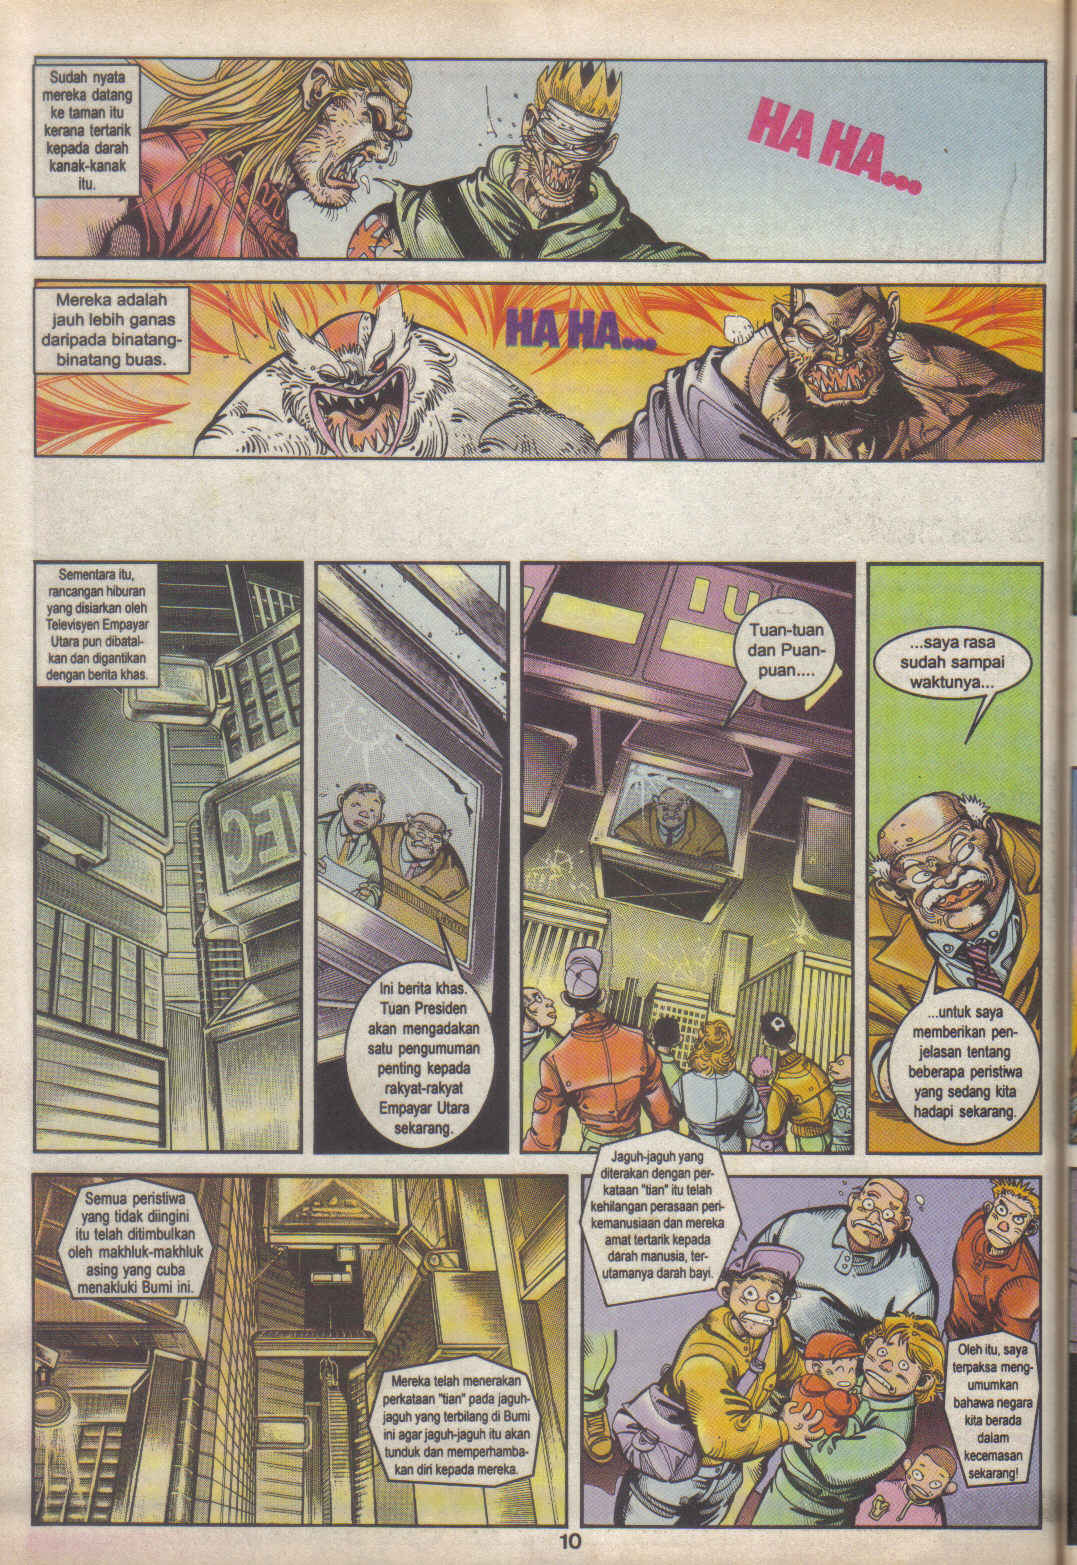 Sudah nyata
mereka datang
ke taman itu
kerana tertarik
kepada darah
kanak-kanak
itu.
HA HA...
Mereka adalah
jauh lebih ganas
daripada binatang-
binatang buas.
HA HA...
Sementara itu,
rancangan hiburan
yang disiarkan oleh
Televisyen Empayar
Utara pun dibatal-
kan dan digantikan
dengan berita khas.
Ini berita khas.
Tuan Presiden
akan mengadakan
satu pengumuman
penting kepada
rakyat-rakyat
Empayar Utara
sekarang.
I U
Tuan-tuan
dan Puan-
puan....
...saya rasa
sudah sampai
waktunya...
...untuk saya
memberikan pen-
jelasan tentang
beberapa peristiwa
yang sedang kita
hadapi sekarang.
Semua peristiwa
yang tidak diingini
itu telah ditimbulkan
oleh makhluk-makhluk
asing yang cuba
menakluki Bumi ini.
Mereka telah menerakan
perkataan "tian" pada jaguh-
jaguh yang terbilang di Bumi
ini agar jaguh-jaguh itu akan
tunduk dan memperhamba-
kan diri kepada mereka.
Jaguh-jaguh yang
diterakan dengan per-
kataan "tian" itu telah
kehilangan perasaan peri-
kemanusiaan dan mereka
amat tertarik kepada
darah manusia, ter-
utamanya darah bayi.
Oleh itu, saya
terpaksa meng-
umumkan
bahawa negara
kita berada
dalam
kecemasan
sekarang!
10